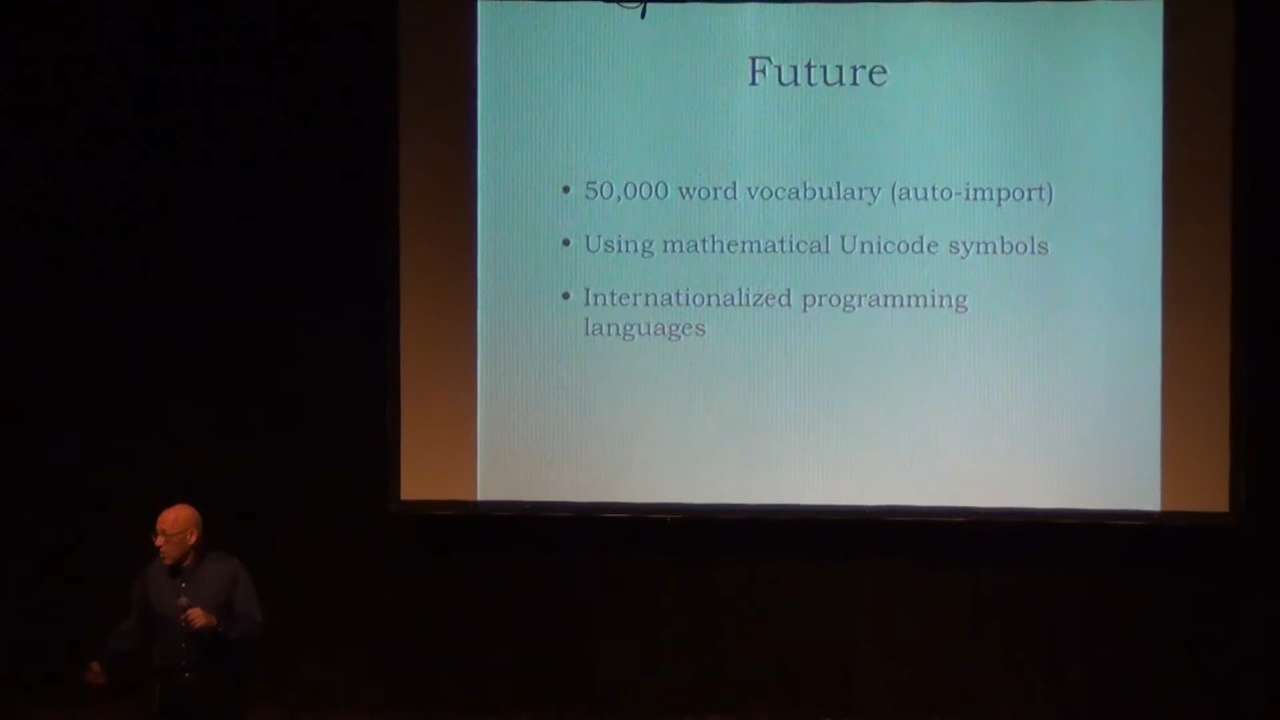 Future
• 50,000 word vocabulary (auto-import)
• Using mathematical Unicode symbols
• Internationalized programming
languages